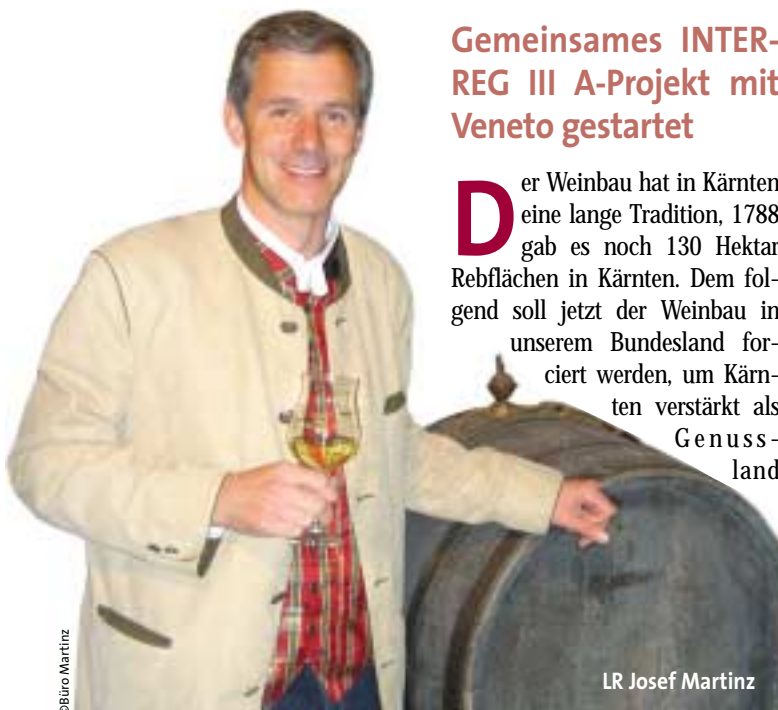 Gemeinsames INTER-
REG III A-Projekt mit
Veneto gestartet
Der Weinbau hat in Kärnten
eine lange Tradition, 1788
gab es noch 130 Hektar
Rebflächen in Kärnten. Dem fol-
gend soll jetzt der Weinbau in
unserem Bundesland for-
ciert werden, um Kärn-
ten verstärkt als
Genuss-
land
LR Josef Martinz
©Büro Martinz